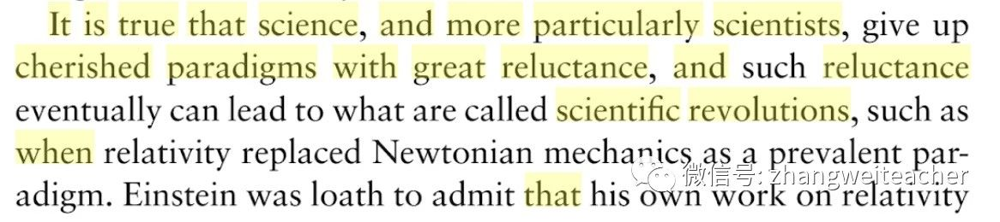 It is true that science, and more particularly scientists, give up
cherished paradigms with great reluctance, and such reluctance
eventually can lead to what are called scientific revolutions, such as
when relativity replaced Newtonian mechanics as a prevalent par-
adigm. Einstein was loath to admit that his own work on relativity
微信号: zhangweiteacher